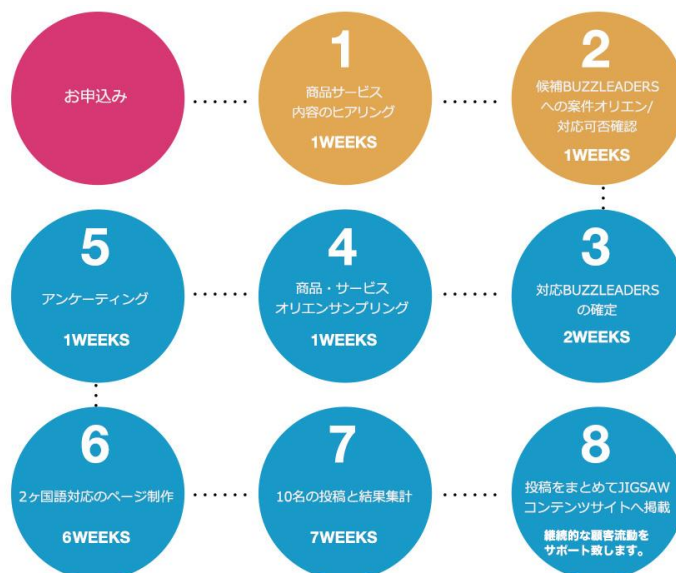 お申込み
1
商品サービス
内容のヒアリング
1WEEKS
2
候補BUZZLEADERS
への案件オリエン/
対応可否確認
1WEEKS
3
対応BUZZLEADERS
の確定
2WEEKS
4
商品・サービス
オリエンサンプリング
1WEEKS
5
アンケーティング
1WEEKS
6
2ヶ国語対応のページ制作
6WEEKS
7
10名の投稿と結果集計
7WEEKS
8
投稿をまとめてJIGSAW
コンテンツサイトへ掲載
継続的な顧客流動を
サポート致します。